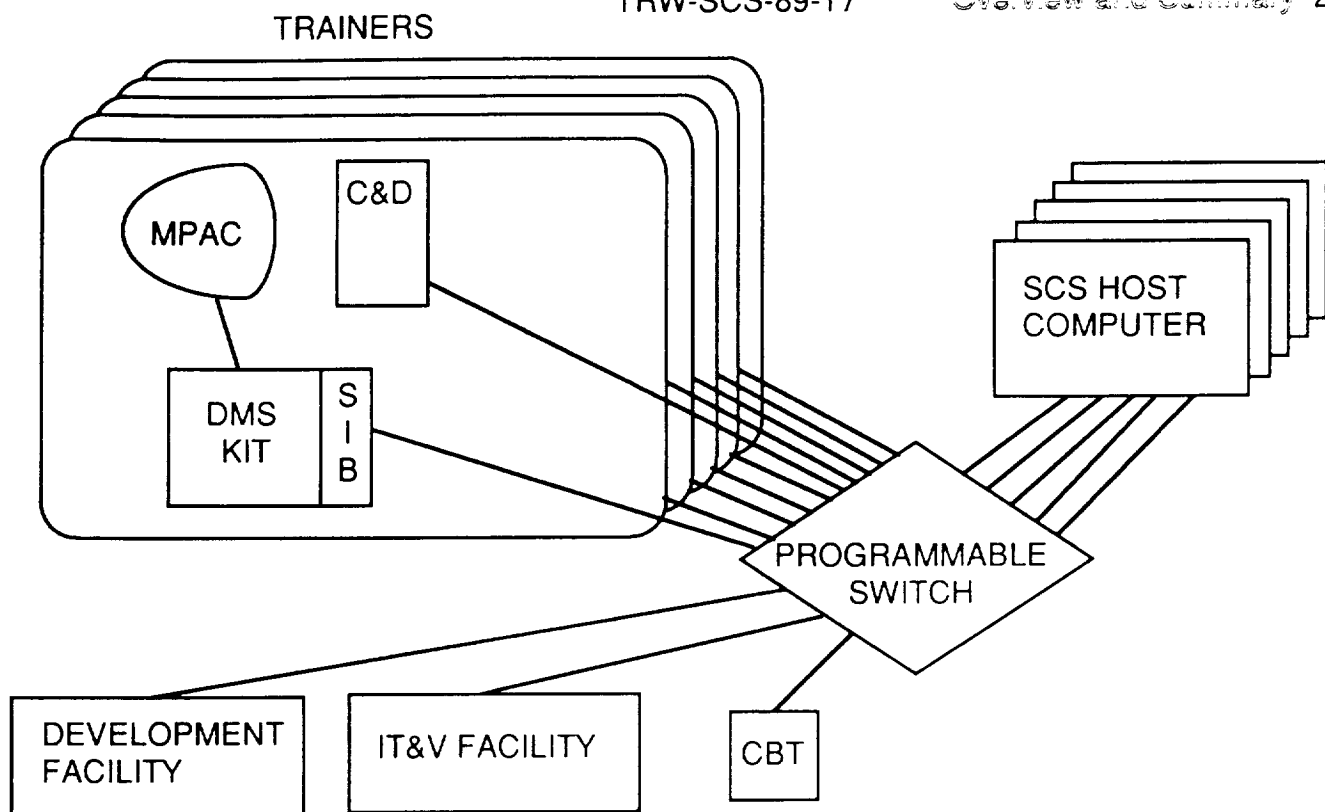 TRW-SCS-89-17
TRAINERS
MPAC
C&D
DMS
KIT
S
I
B
SCS HOST
COMPUTER
PROGRAMMABLE
SWITCH
DEVELOPMENT
FACILITY
IT&V FACILITY
CBT